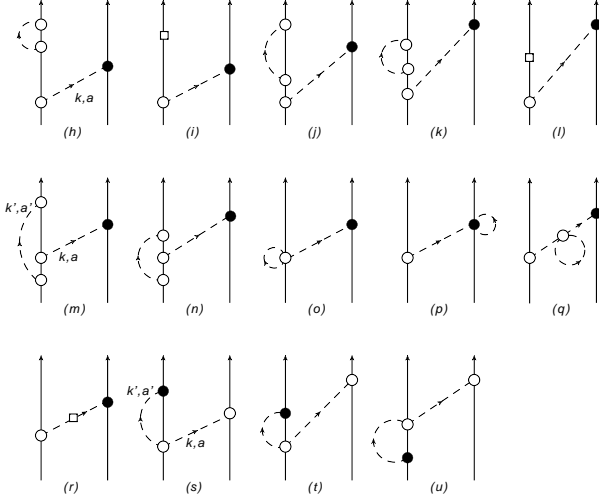 k,a
(h)
(i)
(j)
(k)
(l)
k',a'
k,a
(m)
(n)
(o)
(p)
(q)
k',a'
k,a
(r)
(s)
(t)
(u)